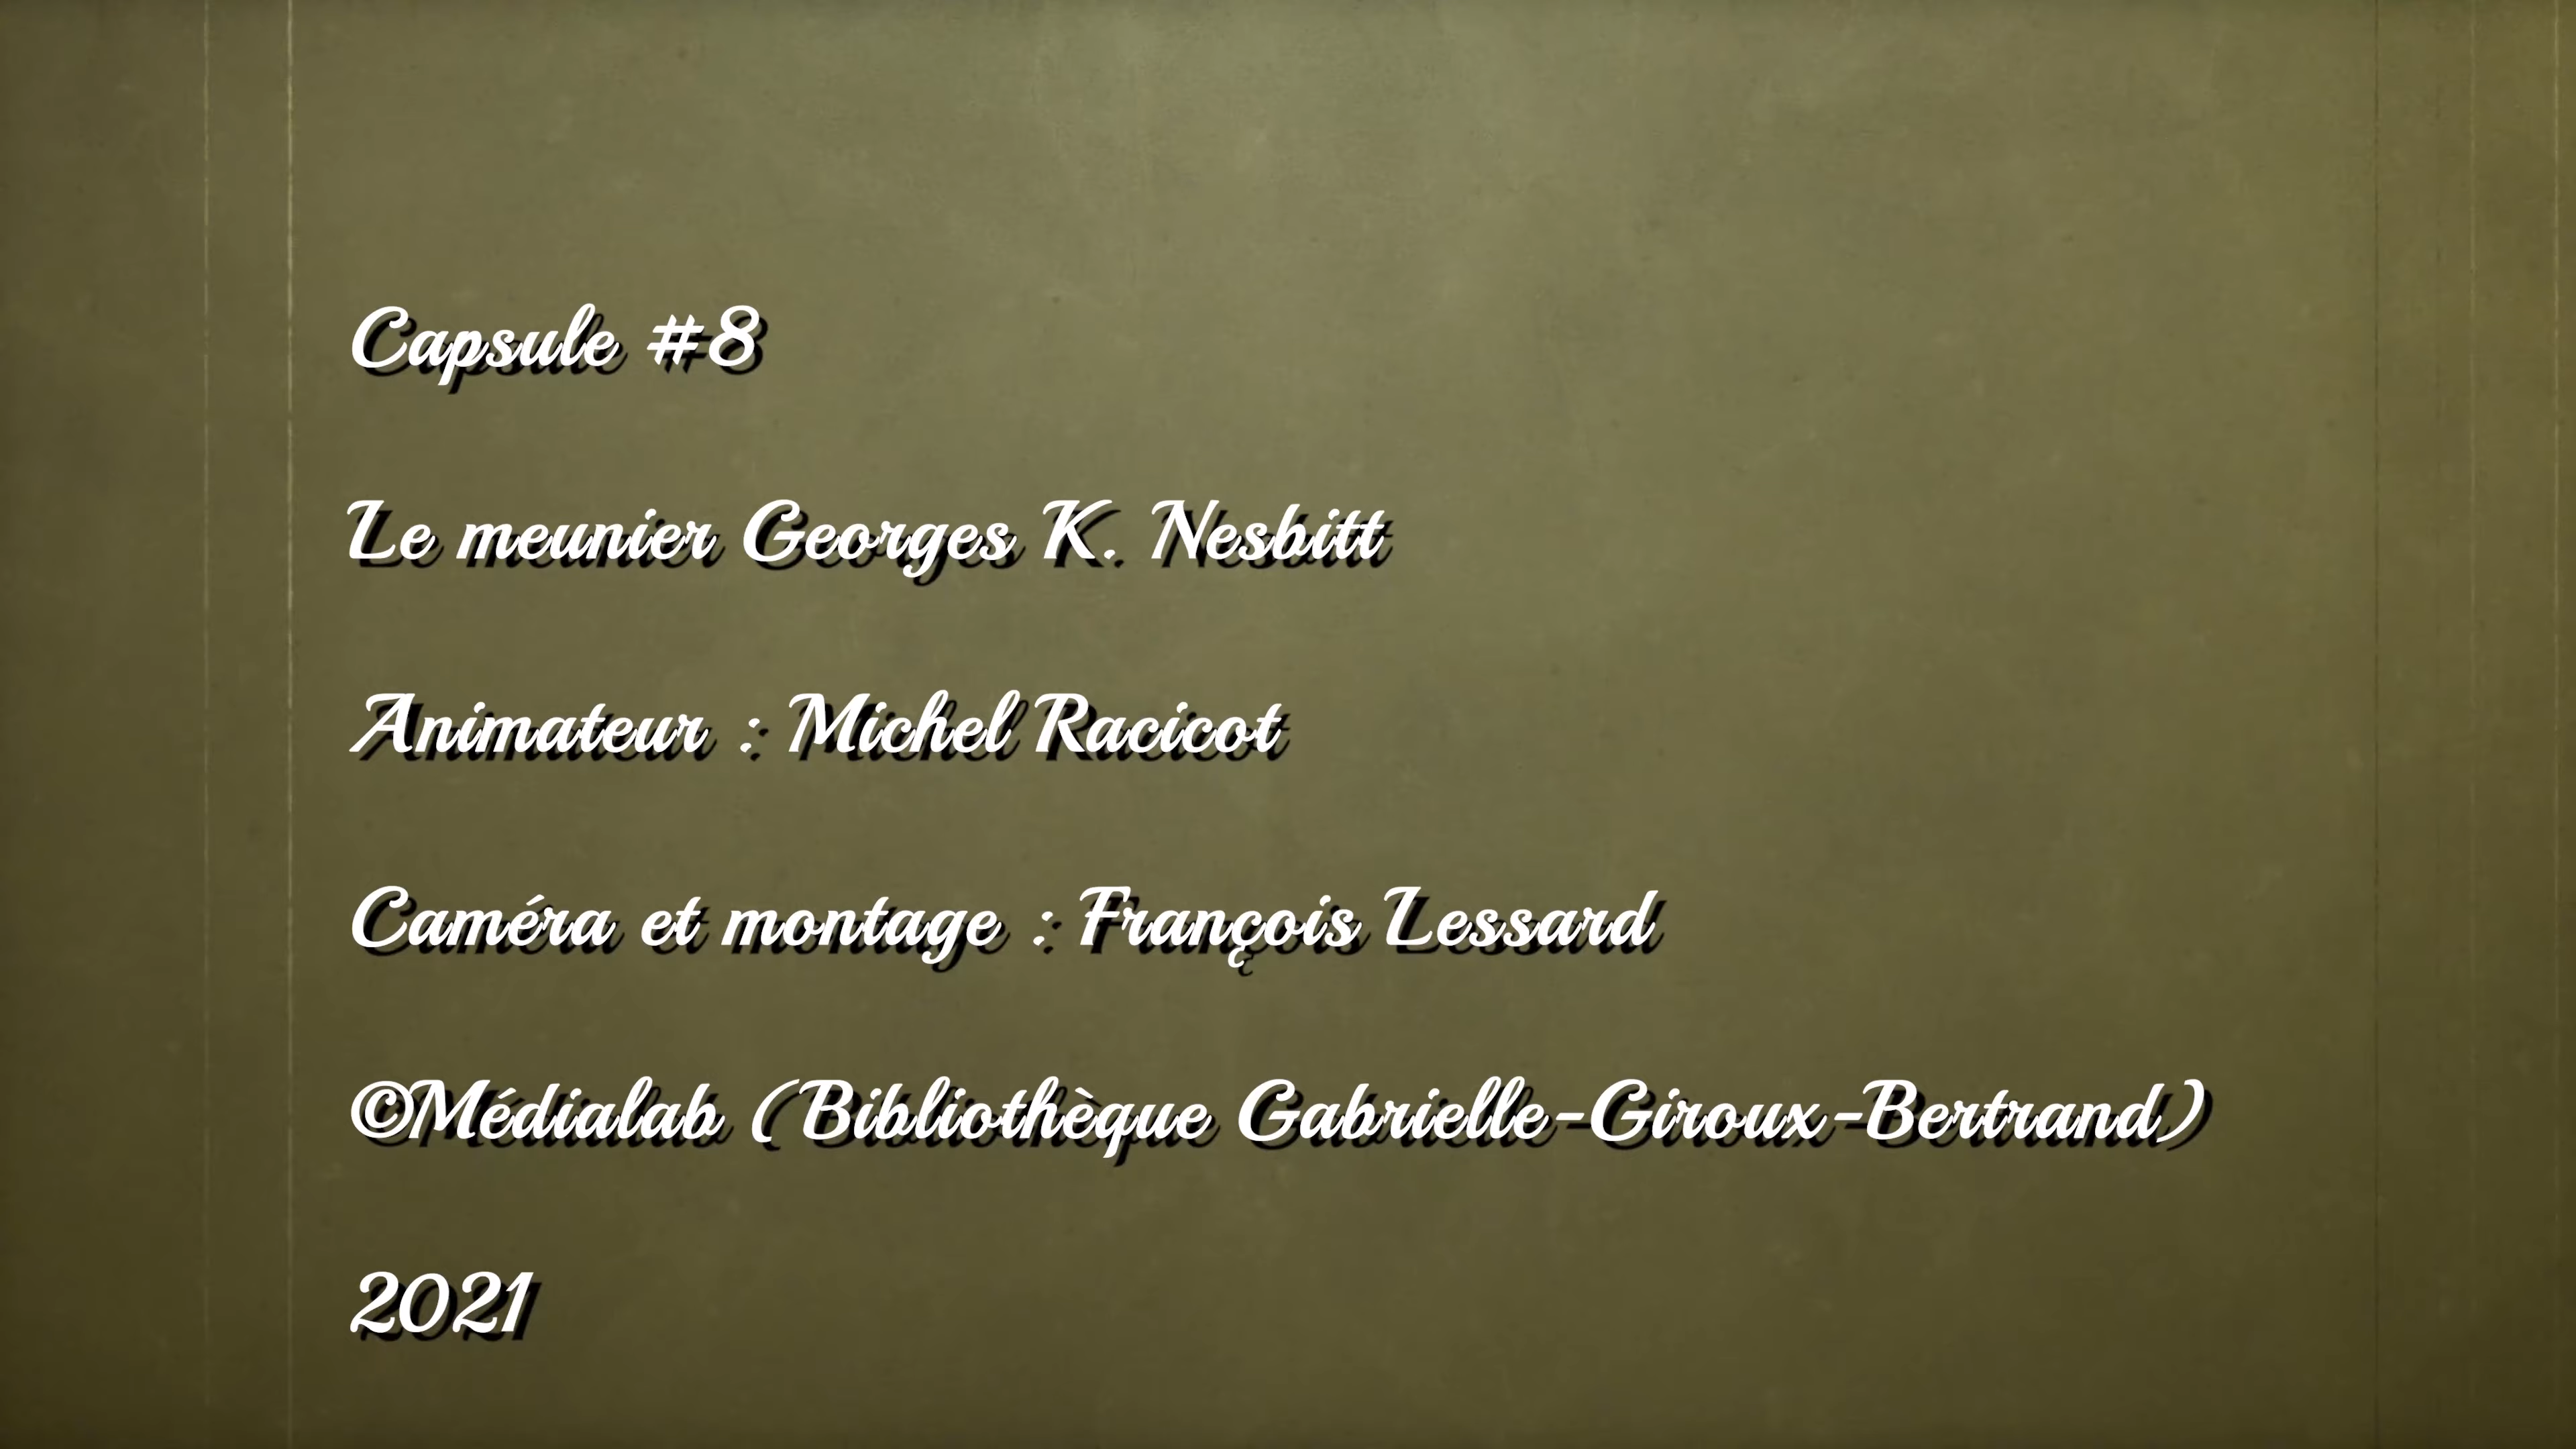 Capsule #8
Le meunier Georges K. Nesbitt
Animateur : Michel Racicot
Caméra et montage : François Lessard
©Médialab (Bibliothèque Gabrielle-Giroux-Bertrand)
2021